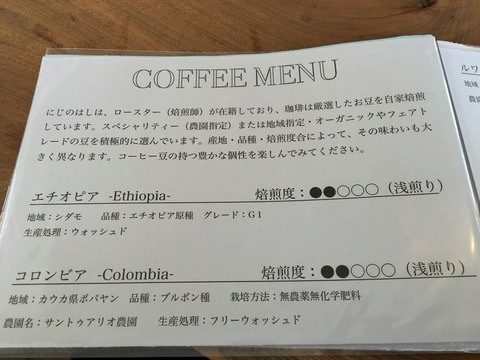 COFFEE MENU
にじのはしは、ロースター（焙煎師）が在籍しており、珈琲は厳選したお豆を自家焙煎
しています。スペシャリティー（農園指定）または地域指定・オーガニックやフェアト
レードの豆を積極的に選んでいます。産地・品種・焙煎度合によって、その味わいも大
きく異なります。コーヒー豆の持つ豊かな個性を楽しんでみてください。
エチオピア -Ethiopia- 焙煎度：●●○○○（浅煎り）
地域：シダモ 品種：エチオピア原種 グレード：G1
生産処理：ウォッシュド
コロンビア -Colombia- 焙煎度：●●○○○（浅煎り）
地域：カウカ県ポパヤン 品種：ブルボン種 栽培方法：無農薬無化学肥料
農園名：サントゥアリオ農園 生産処理：フリーウォッシュド
ルワ
地域
農園